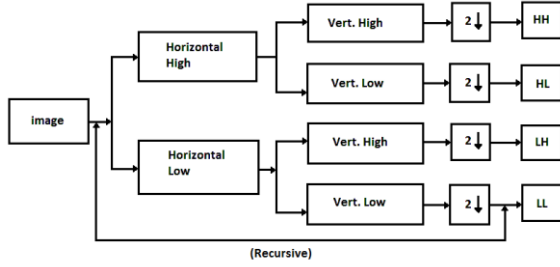 image
Horizontal
High
Horizontal
Low
Vert. High
Vert. Low
Vert. High
Vert. Low
2
2
2
2
HH
HL
LH
LL
(Recursive)